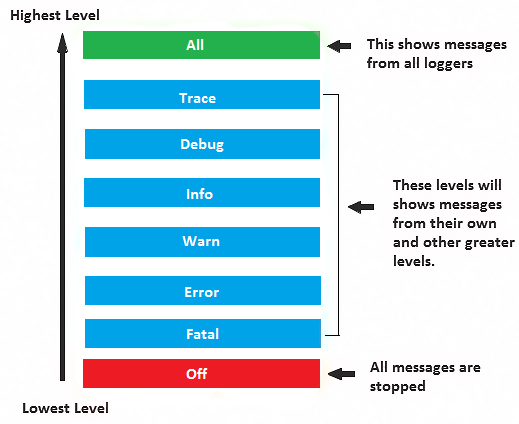 Highest Level
All
This shows messages
from all loggers
Trace
Debug
Info
Warn
Error
Fatal
These levels will
shows messages
from their own
and other greater
levels.
Off
All messages are
stopped
Lowest Level